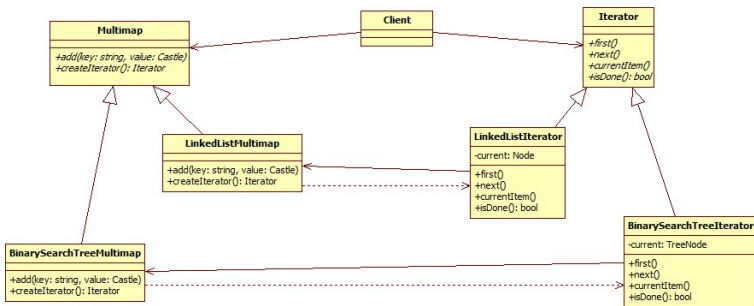 Multimap
+add(key: string, value: Castle)
+createIterator(): Iterator
Client
Iterator
+first()
+next()
+currentItem()
+isDone(): bool
LinkedListMultimap
+add(key: string, value: Castle)
+createIterator(): Iterator
LinkedListIterator
-current: Node
+first()
+next()
+currentItem()
+isDone(): bool
BinarySearchTreeMultimap
+add(key: string, value: Castle)
+createIterator(): Iterator
BinarySearchTreeIterator
-current: TreeNode
+first()
+next()
+currentItem()
+isDone(): bool